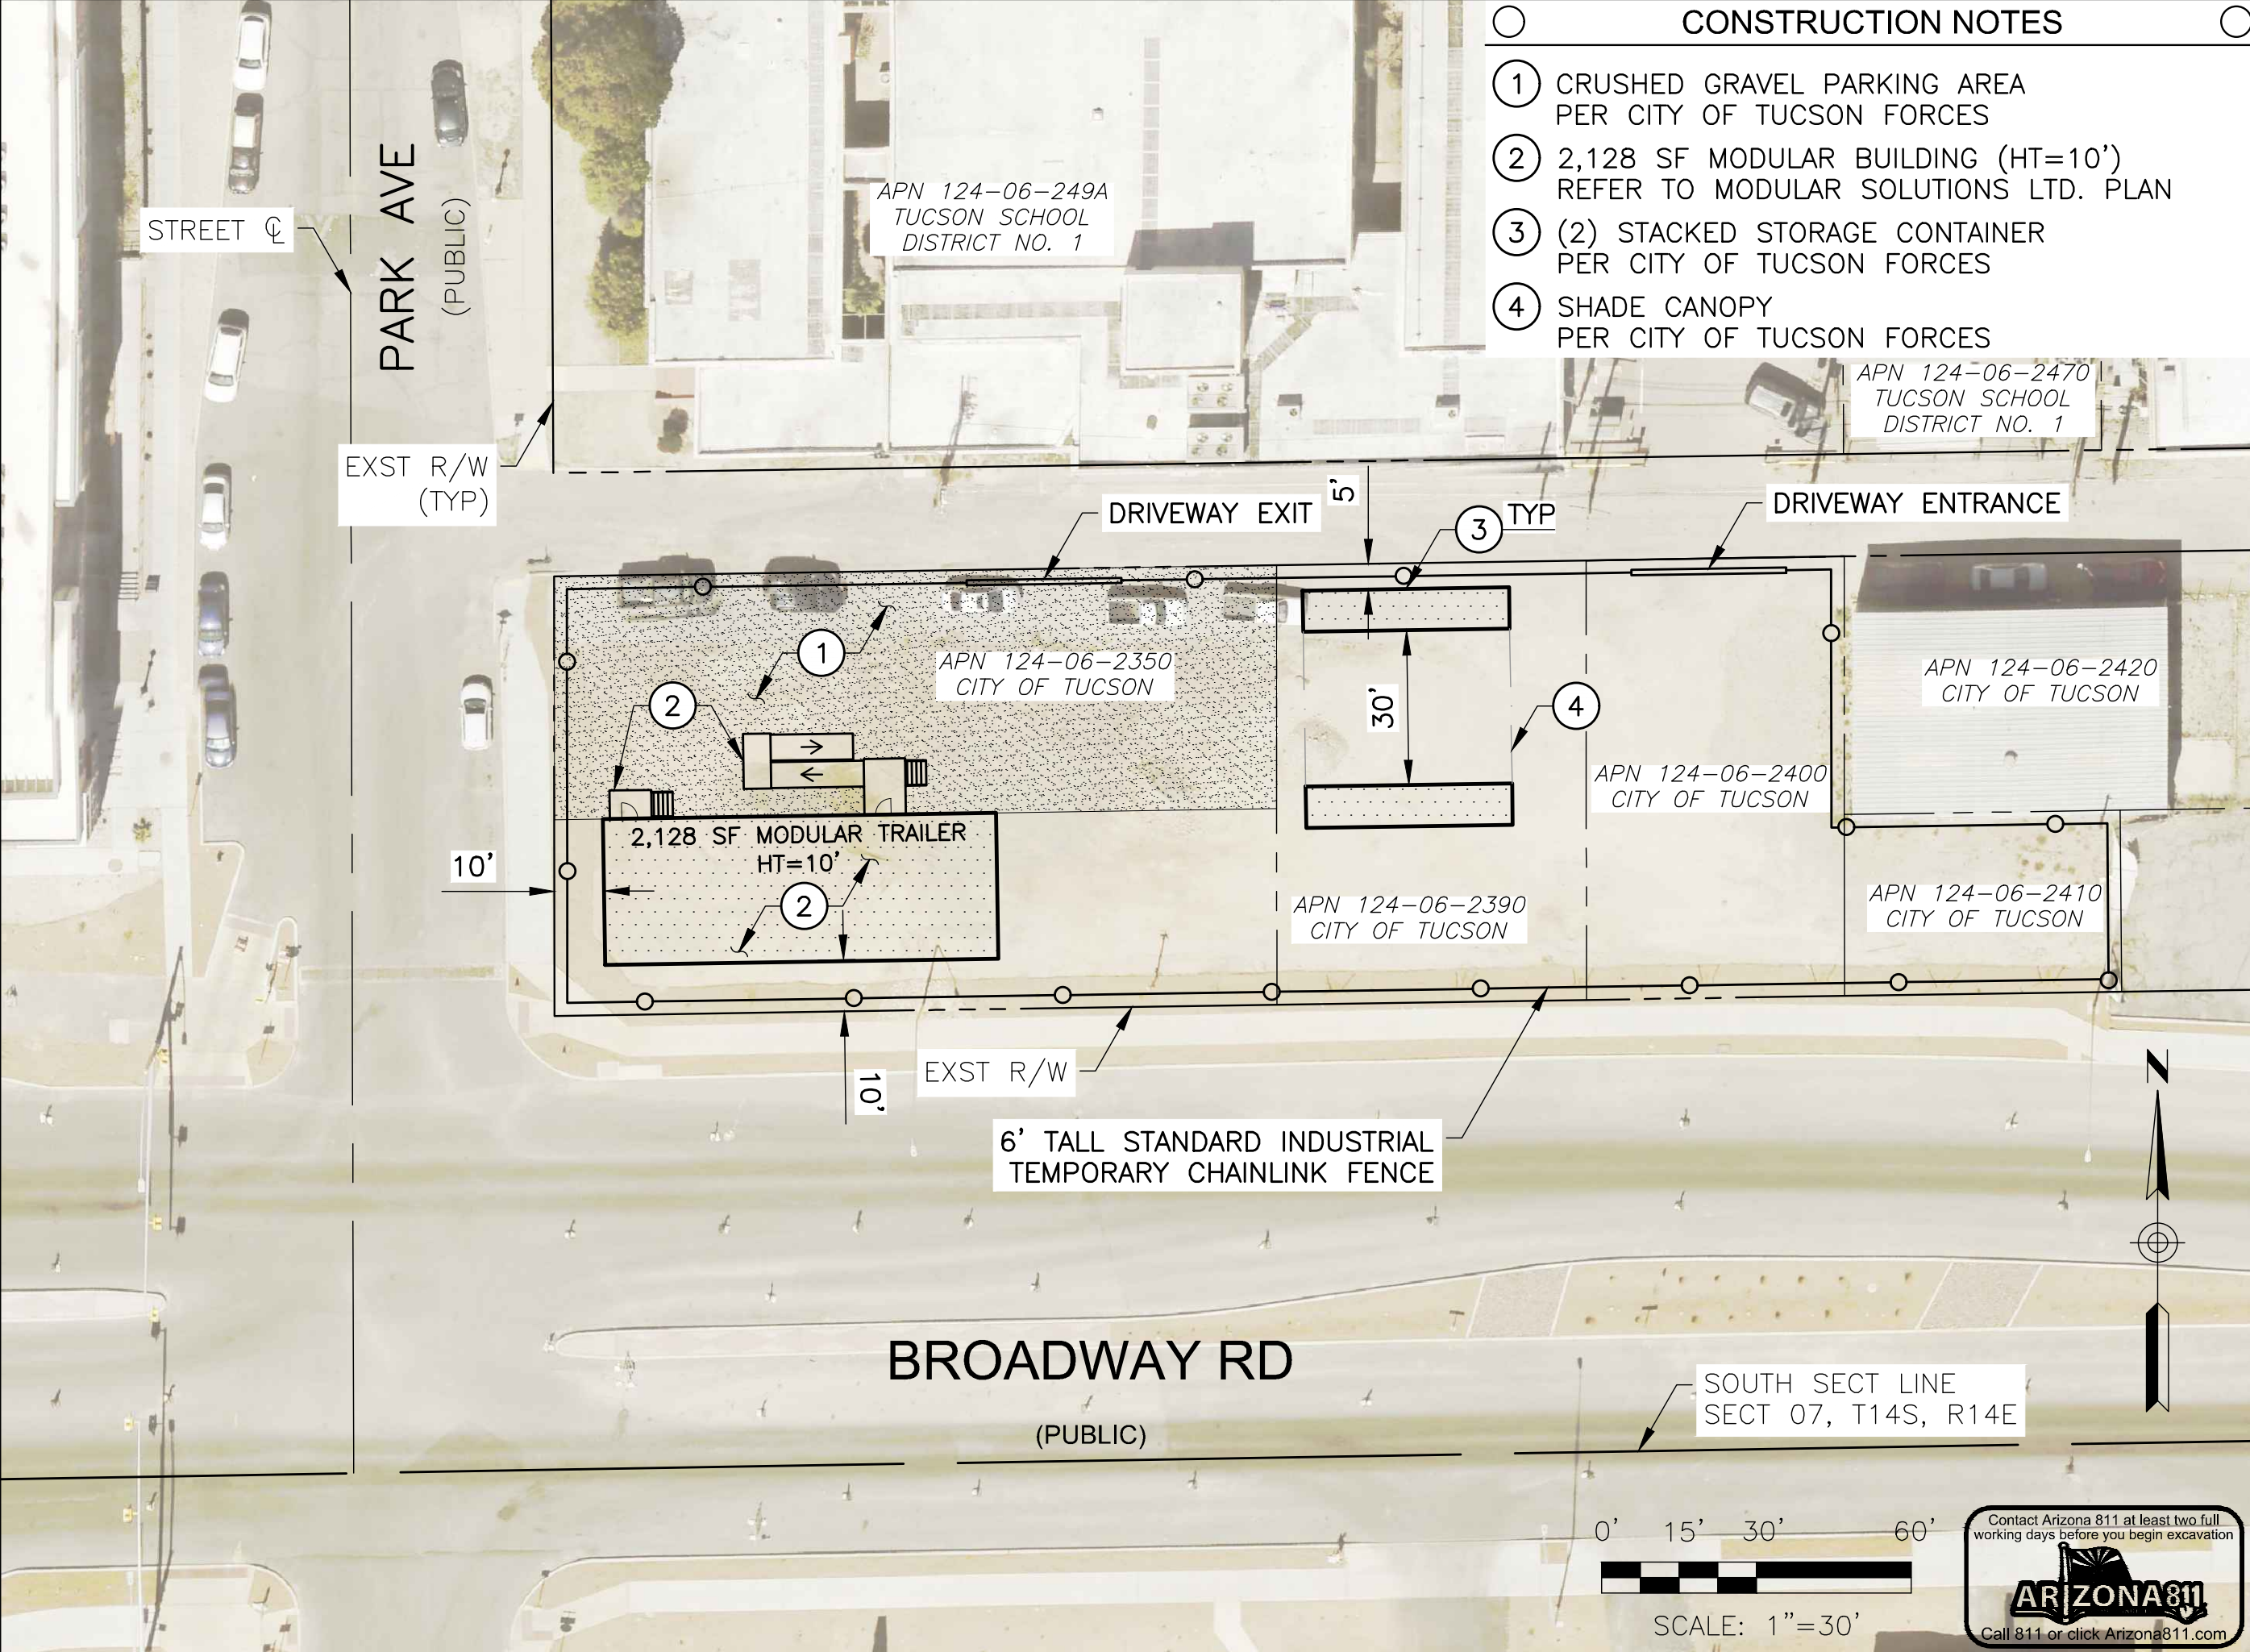 CONSTRUCTION NOTES
1 CRUSHED GRAVEL PARKING AREA
PER CITY OF TUCSON FORCES
2 2,128 SF MODULAR BUILDING (HT=10')
REFER TO MODULAR SOLUTIONS LTD. PLAN
3 (2) STACKED STORAGE CONTAINER
PER CITY OF TUCSON FORCES
4 SHADE CANOPY
PER CITY OF TUCSON FORCES
STREET ℄
PARK AVE
(PUBLIC)
APN 124-06-249A
TUCSON SCHOOL
DISTRICT NO. 1
APN 124-06-2470
TUCSON SCHOOL
DISTRICT NO. 1
EXST R/W
(TYP)
DRIVEWAY EXIT
5'
3 TYP
DRIVEWAY ENTRANCE
1
APN 124-06-2350
CITY OF TUCSON
2
30'
4
APN 124-06-2420
CITY OF TUCSON
APN 124-06-2400
CITY OF TUCSON
2,128 SF MODULAR TRAILER
HT=10'
10'
2
APN 124-06-2390
CITY OF TUCSON
APN 124-06-2410
CITY OF TUCSON
EXST R/W
10'
6' TALL STANDARD INDUSTRIAL
TEMPORARY CHAINLINK FENCE
N
BROADWAY RD
(PUBLIC)
SOUTH SECT LINE
SECT 07, T14S, R14E
0' 15' 30' 60'
SCALE: 1"=30'
Contact Arizona 811 at least two full
working days before you begin excavation
ARIZONA811
Call 811 or click Arizona811.com